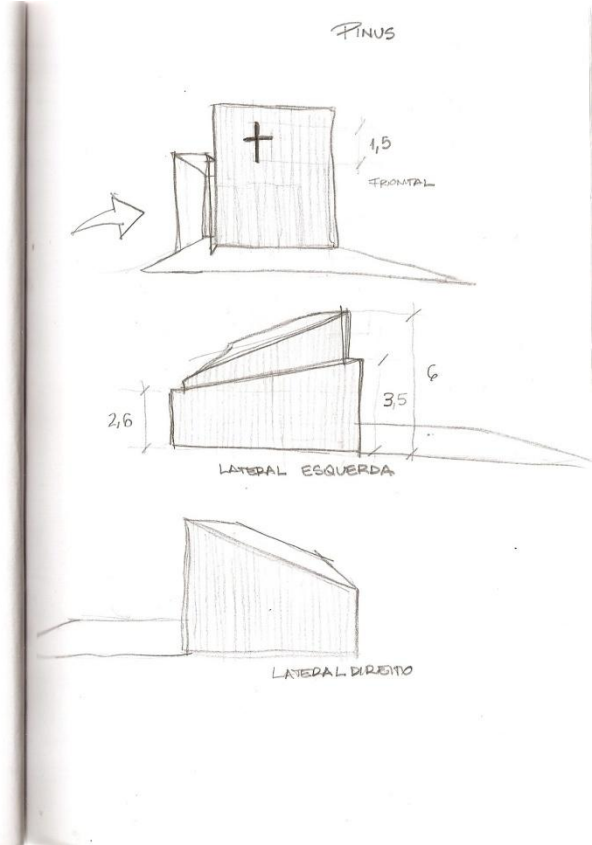 PINUS
1,5
FRONTAL
6
3,5
2,6
LATERAL ESQUERDA
LATERAL DIREITO